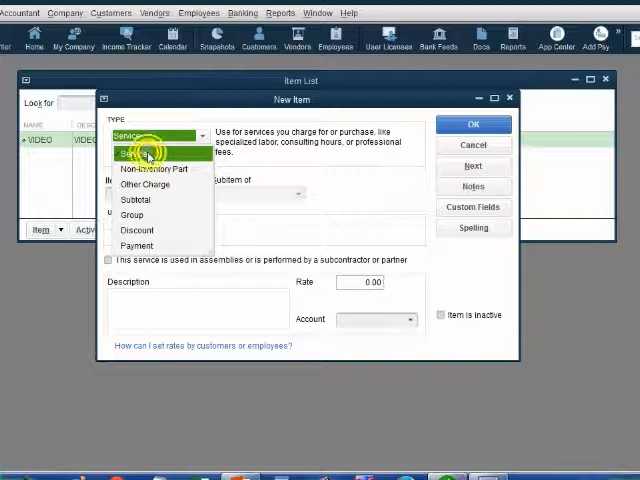 Accountant Company Customers Vendors Employees Banking Reports Window Help
Home My Company Income Tracker Calendar Snapshots Customers Vendors Employees User Licenses Bank Feeds Docs Reports App Center Add Pay »
Item List
Look for
New Item
NAME
VIDEO
TYPE
Service
Use for services you charge for or purchase, like
specialized labor, consulting hours, or professional
fees.
Service
Non-inventory Part
Other Charge
Subtotal
Group
Discount
Payment
Subitem of
OK
Cancel
Next
Notes
Custom Fields
Spelling
Item
This service is used in assemblies or is performed by a subcontractor or partner
Description
Rate
0.00
Account
Item is inactive
How can I set rates by customers or employees?